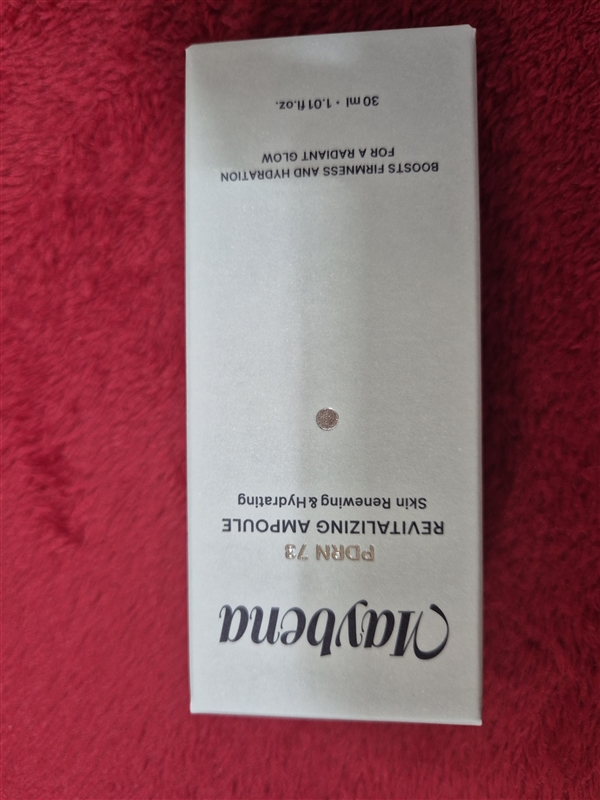 Maybena
PDRN 73
REVITALIZING AMPOULE
Skin Renewing & Hydrating
BOOSTS FIRMNESS AND HYDRATION
FOR A RADIANT GLOW
30 ml • 1.01 fl.oz.